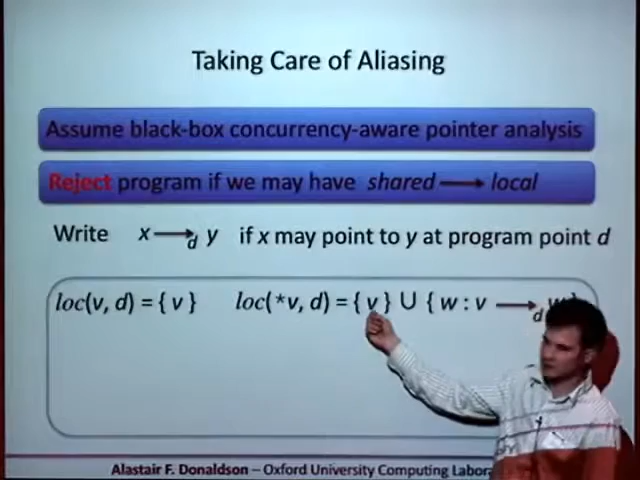 Taking Care of Aliasing
Assume black-box concurrency-aware pointer analysis
Reject program if we may have shared ⟶ local
Write x ⟶d y if x may point to y at program point d
loc(v, d) = { v } loc(*v, d) = { v } ∪ { w : v ⟶d
Alastair F. Donaldson – Oxford University Computing